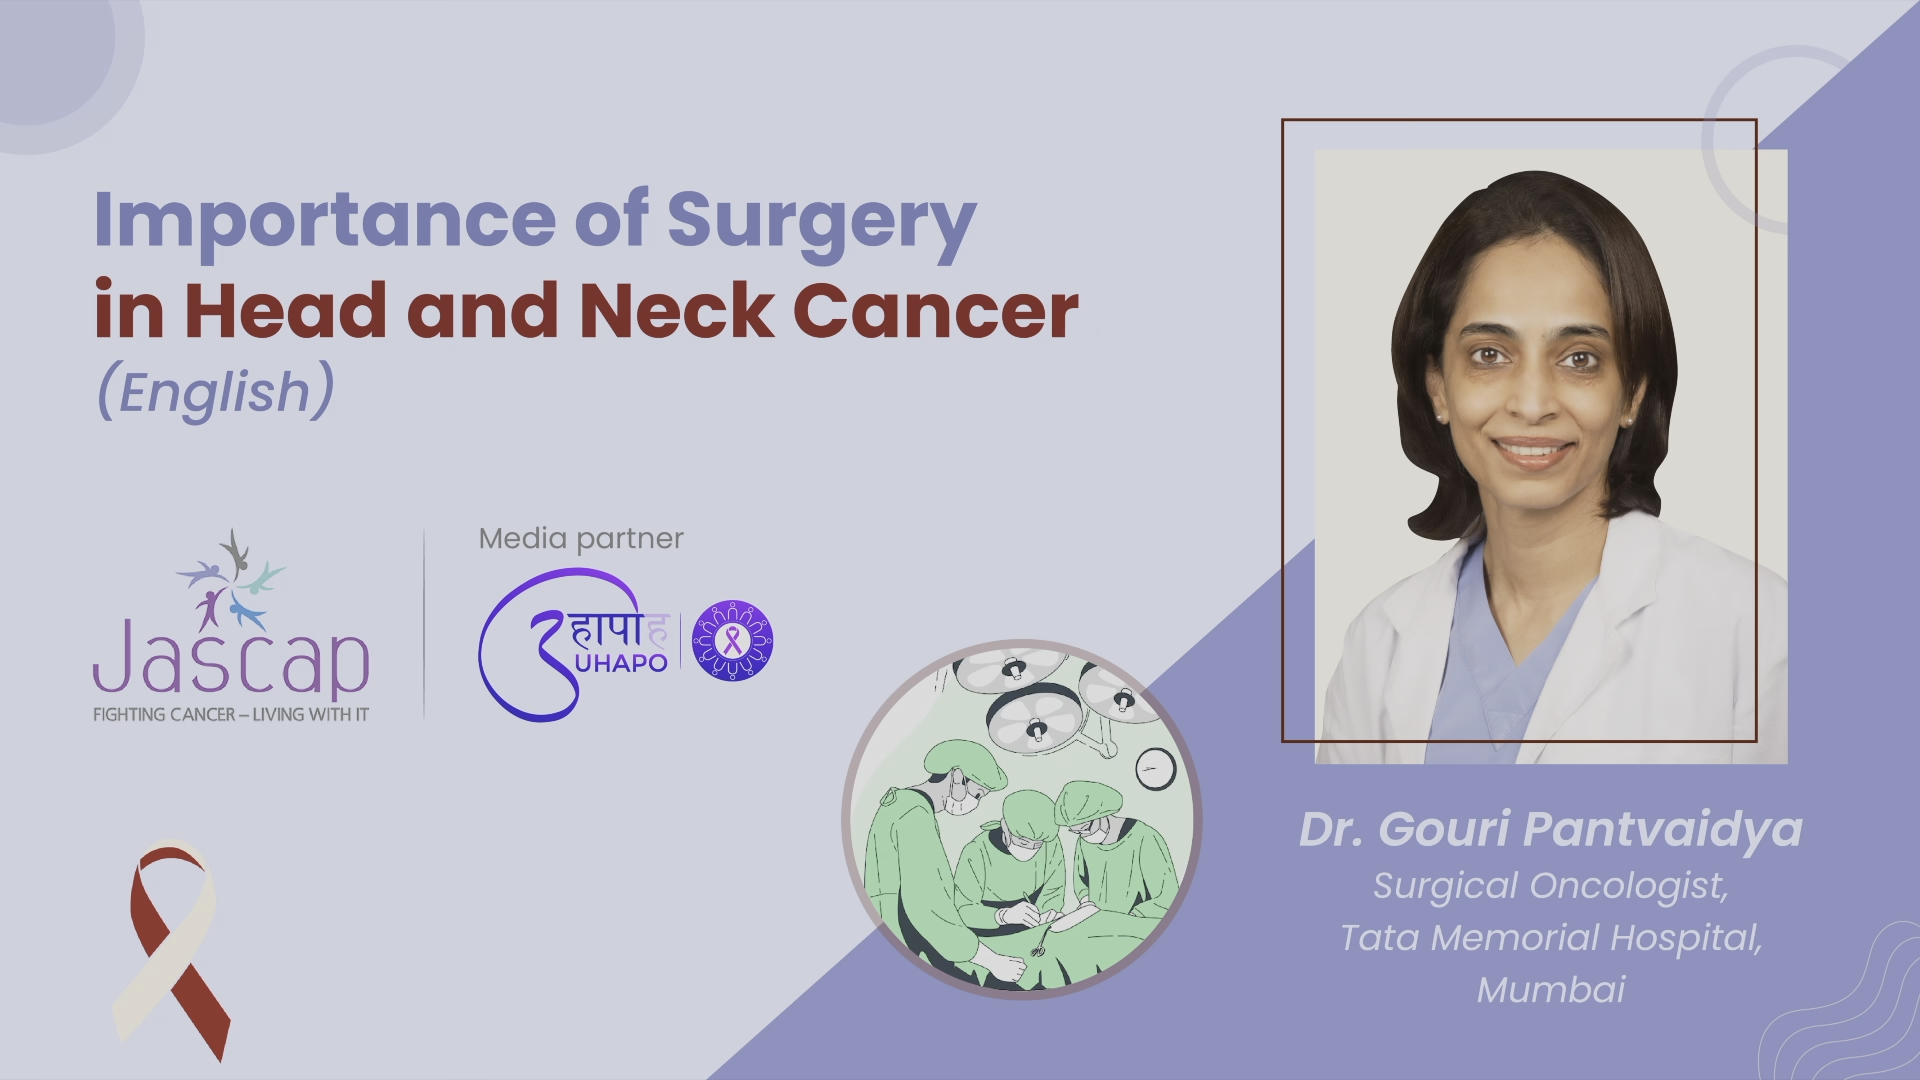 Importance of Surgery
in Head and Neck Cancer
(English)
Jascap
FIGHTING CANCER – LIVING WITH IT
Media partner
हापाह
UHAPO
Dr. Gouri Pantvaidya
Surgical Oncologist,
Tata Memorial Hospital,
Mumbai